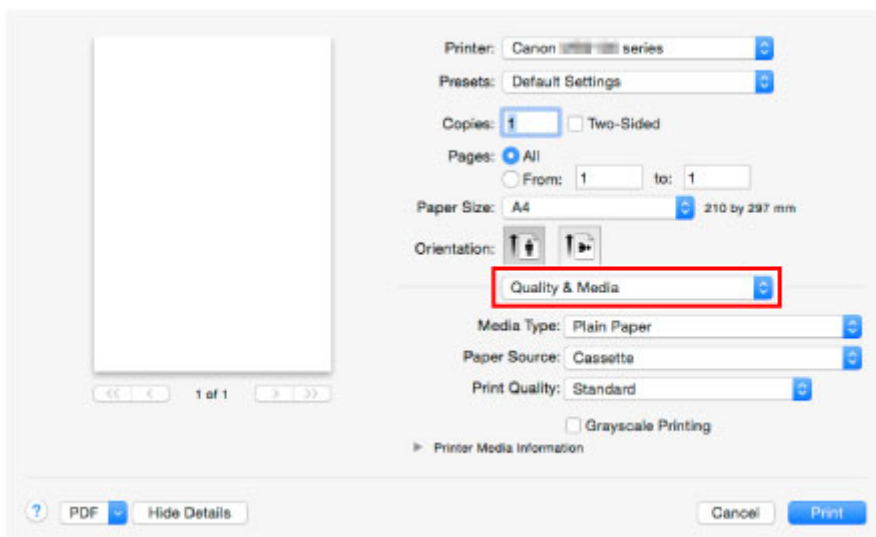 Printer: Canon series
Presets: Default Settings
Copies: 1 Two-Sided
Pages: All
From: 1 to: 1
Paper Size: A4 210 by 297 mm
Orientation:
Quality & Media
Media Type: Plain Paper
Paper Source: Cassette
Print Quality: Standard
1 of 1
Grayscale Printing
Printer Media Information
? PDF Hide Details Cancel Print